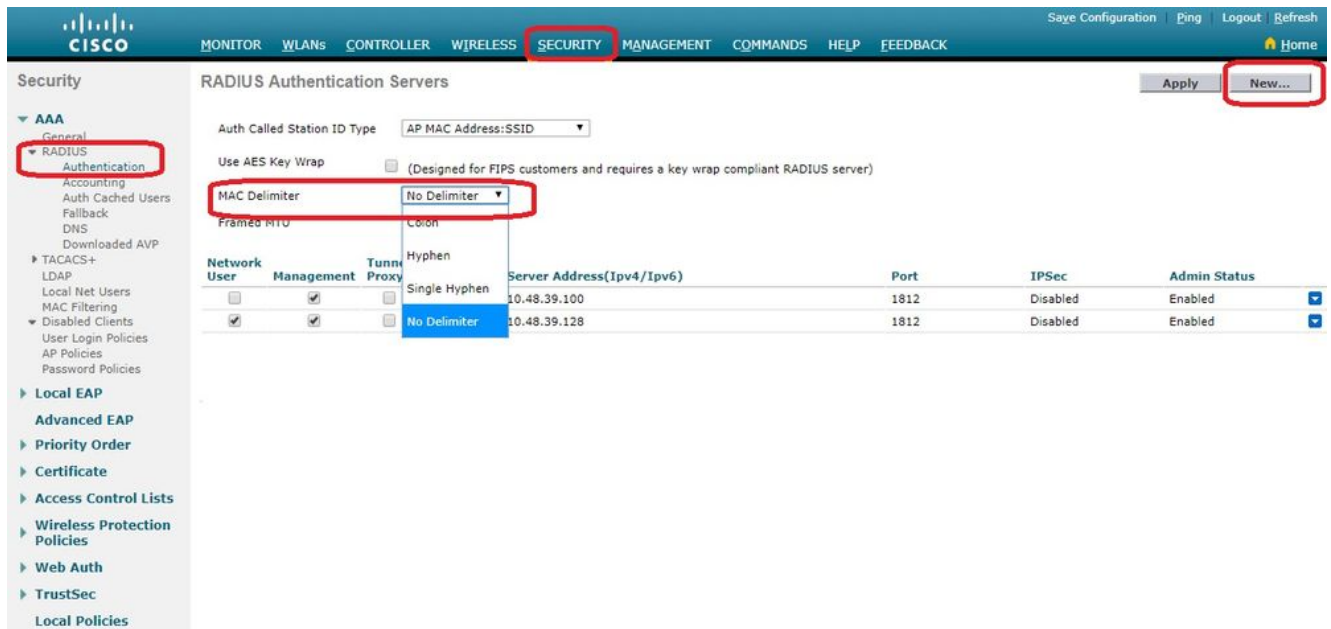 Save Configuration Ping Logout Refresh
CISCO
MONITOR WLANs CONTROLLER WIRELESS SECURITY MANAGEMENT COMMANDS HELP FEEDBACK
Home
Security
AAA
General
RADIUS
Authentication
Accounting
Auth Cached Users
Fallback
DNS
Downloaded AVP
TACACS+
LDAP
Local Net Users
MAC Filtering
Disabled Clients
User Login Policies
AP Policies
Password Policies
Local EAP
Advanced EAP
Priority Order
Certificate
Access Control Lists
Wireless Protection
Policies
Web Auth
TrustSec
Local Policies
RADIUS Authentication Servers
Apply
New...
Auth Called Station ID Type AP MAC Address:SSID
Use AES Key Wrap (Designed for FIPS customers and requires a key wrap compliant RADIUS server)
MAC Delimiter No Delimiter
Framed MTU
Colon
Hyphen
Single Hyphen
No Delimiter
Network
User Management Tunne
Proxy Server Address(Ipv4/Ipv6) Port IPSec Admin Status
10.48.39.100 1812 Disabled Enabled
10.48.39.128 1812 Disabled Enabled